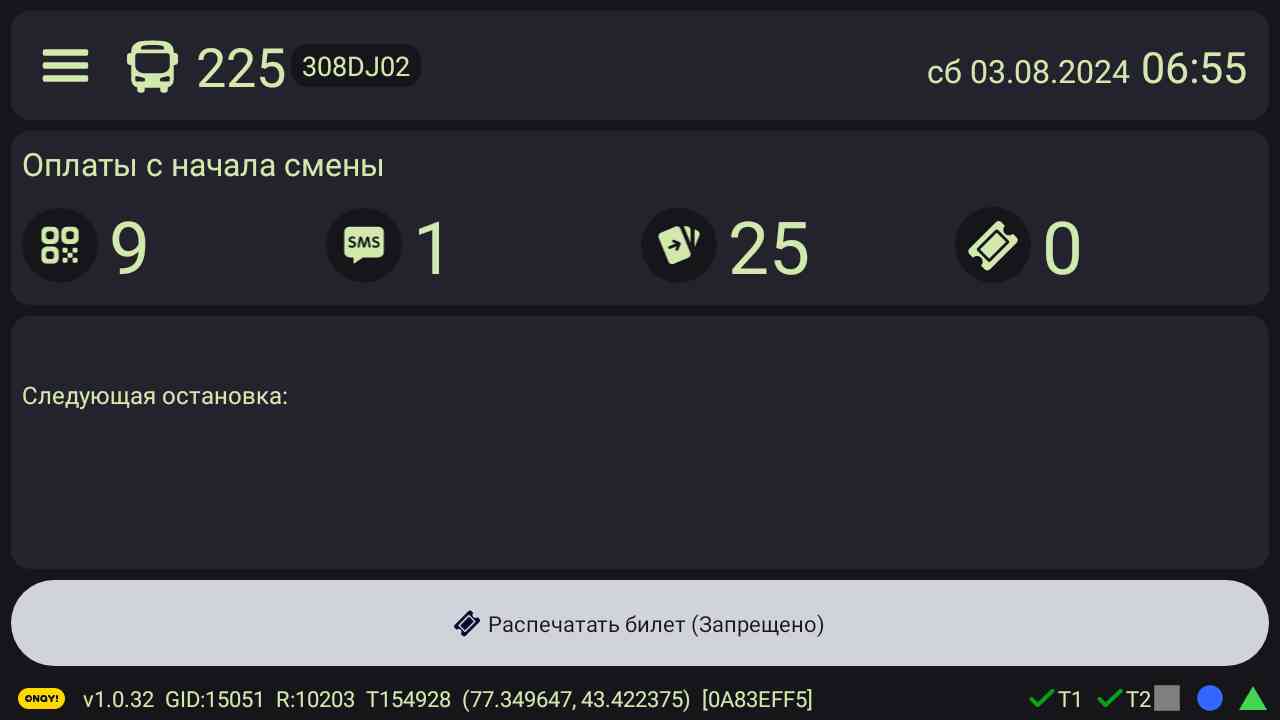 225 308DJ02 сб 03.08.2024 06:55
Оплаты с начала смены
9 SMS 1 25 0
Следующая остановка:
Распечатать билет (Запрещено)
ONAY! v1.0.32 GID:15051 R:10203 T154928 (77.349647, 43.422375) [0A83EFF5] T1 T2